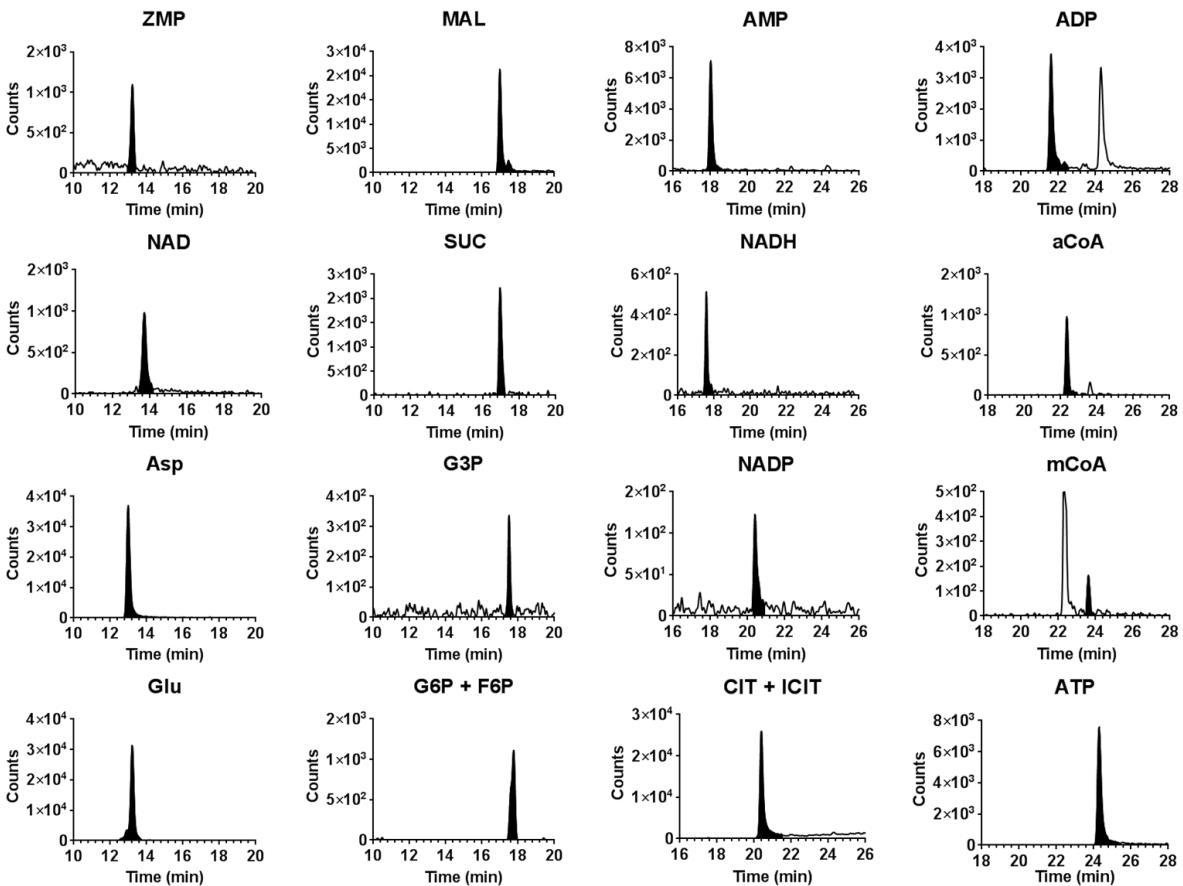 ZMP
Counts
2×10³
1×10³
5×10²
0
10 12 14 16 18 20
Time (min)
MAL
Counts
3×10⁴
2×10⁴
2×10⁴
1×10⁴
5×10³
0
10 12 14 16 18 20
Time (min)
AMP
Counts
8×10³
6×10³
4×10³
2×10³
0
16 18 20 22 24 26
Time (min)
ADP
Counts
4×10³
3×10³
2×10³
1×10³
0
18 20 22 24 26 28
Time (min)
NAD
Counts
2×10³
1×10³
5×10²
0
10 12 14 16 18 20
Time (min)
SUC
Counts
3×10³
2×10³
2×10³
1×10³
5×10²
0
10 12 14 16 18 20
Time (min)
NADH
Counts
6×10²
4×10²
2×10²
0
16 18 20 22 24 26
Time (min)
aCoA
Counts
2×10³
1×10³
5×10²
0
18 20 22 24 26 28
Time (min)
Asp
Counts
4×10⁴
3×10⁴
2×10⁴
1×10⁴
0
10 12 14 16 18 20
Time (min)
G3P
Counts
4×10²
3×10²
2×10²
1×10²
0
10 12 14 16 18 20
Time (min)
NADP
Counts
2×10²
1×10²
5×10¹
0
16 18 20 22 24 26
Time (min)
mCoA
Counts
5×10²
4×10²
3×10²
2×10²
1×10²
0
18 20 22 24 26 28
Time (min)
Glu
Counts
4×10⁴
3×10⁴
2×10⁴
1×10⁴
0
10 12 14 16 18 20
Time (min)
G6P + F6P
Counts
2×10³
1×10³
5×10²
0
10 12 14 16 18 20
Time (min)
CIT + ICIT
Counts
3×10⁴
2×10⁴
1×10⁴
0
16 18 20 22 24 26
Time (min)
ATP
Counts
8×10³
6×10³
4×10³
2×10³
0
18 20 22 24 26 28
Time (min)